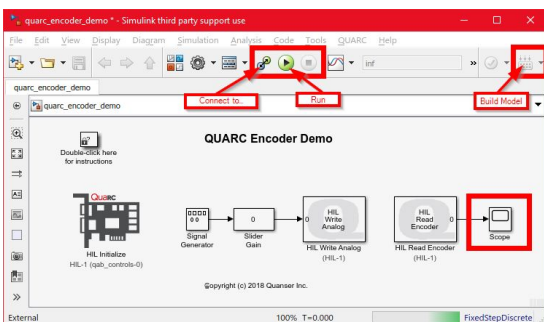 quarc_encoder_demo * - Simulink third party support use
File Edit View Display Diagram Simulation Analysis Code Tools QUARC Help
inf
»
Connect to..
Run
Build Model
quarc_encoder_demo
quarc_encoder_demo
QUARC Encoder Demo
Double-click here
for instructions
QuaRC
HIL Initialize
HIL-1 (qab_controls-0)
Signal
Generator
0
Slider
Gain
0
HIL
Write
Analog
HIL Write Analog
(HIL-1)
HIL
Read
Encoder
0
HIL Read Encoder
(HIL-1)
Scope
Copyright (c) 2018 Quanser Inc.
»
External
100% T=0.000
FixedStepDiscrete